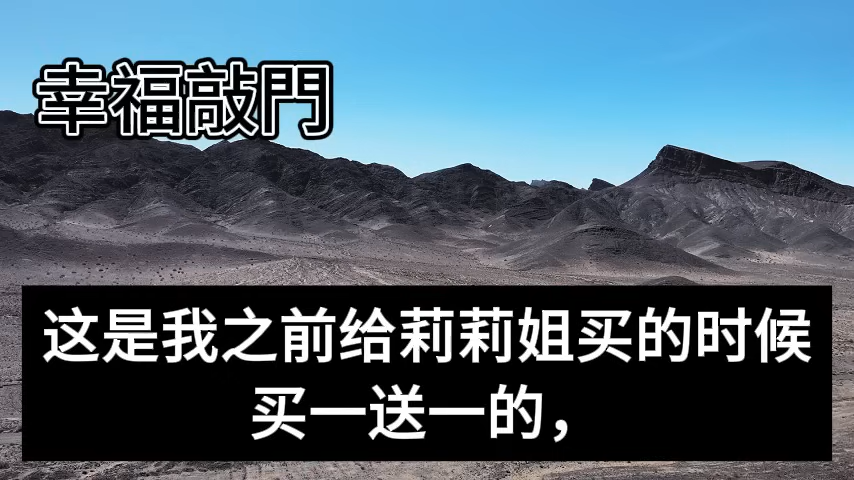 幸福敲門
这是我之前给莉莉姐买的时候
买一送一的，